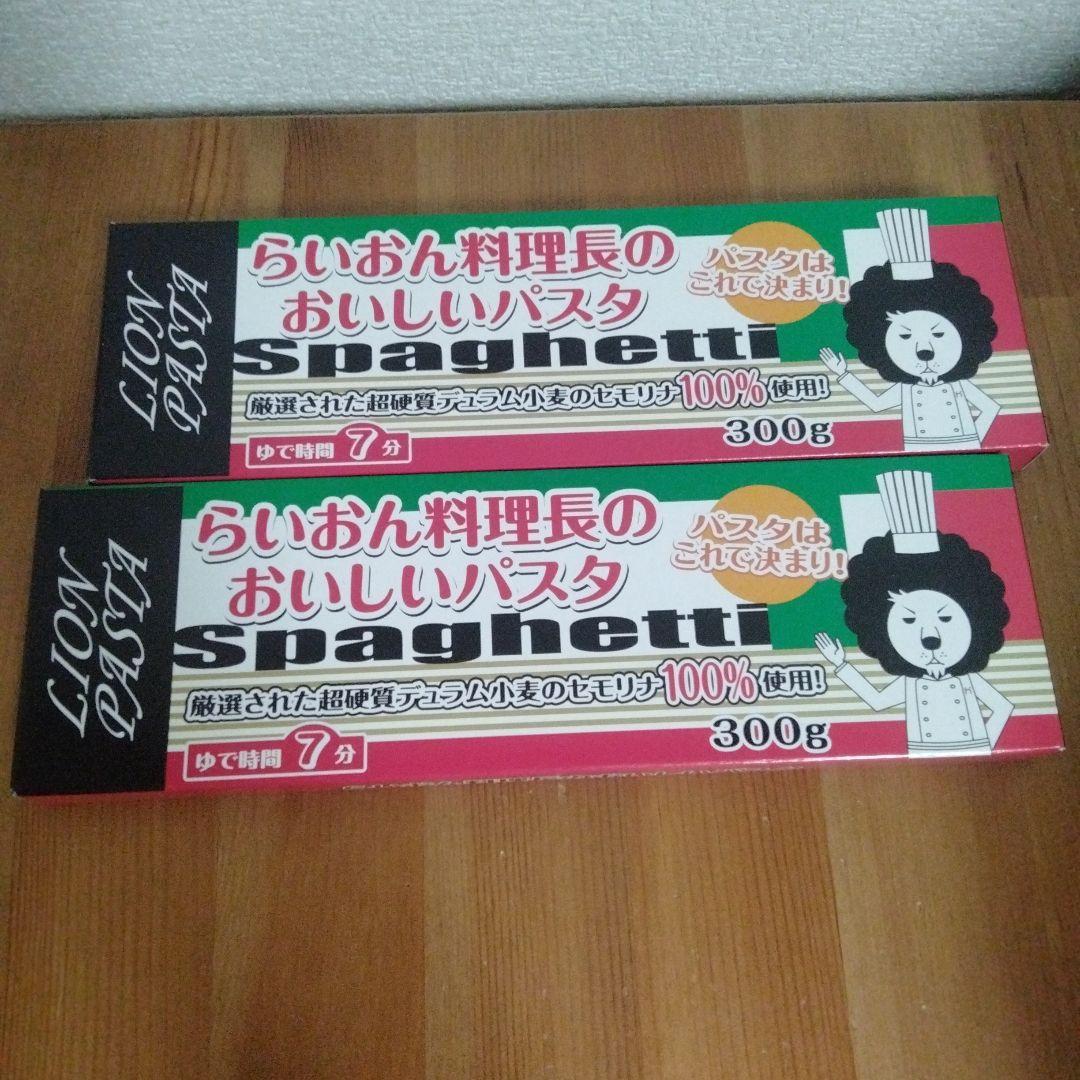 LION
PASTA
らいおん料理長の
おいしいパスタ
Spaghetti
パスタは
これで決まり!
厳選された超硬質デュラム小麦のセモリナ100%使用!
ゆで時間 7分
300g
LION
PASTA
らいおん料理長の
おいしいパスタ
Spaghetti
パスタは
これで決まり!
厳選された超硬質デュラム小麦のセモリナ100%使用!
ゆで時間 7分
300g